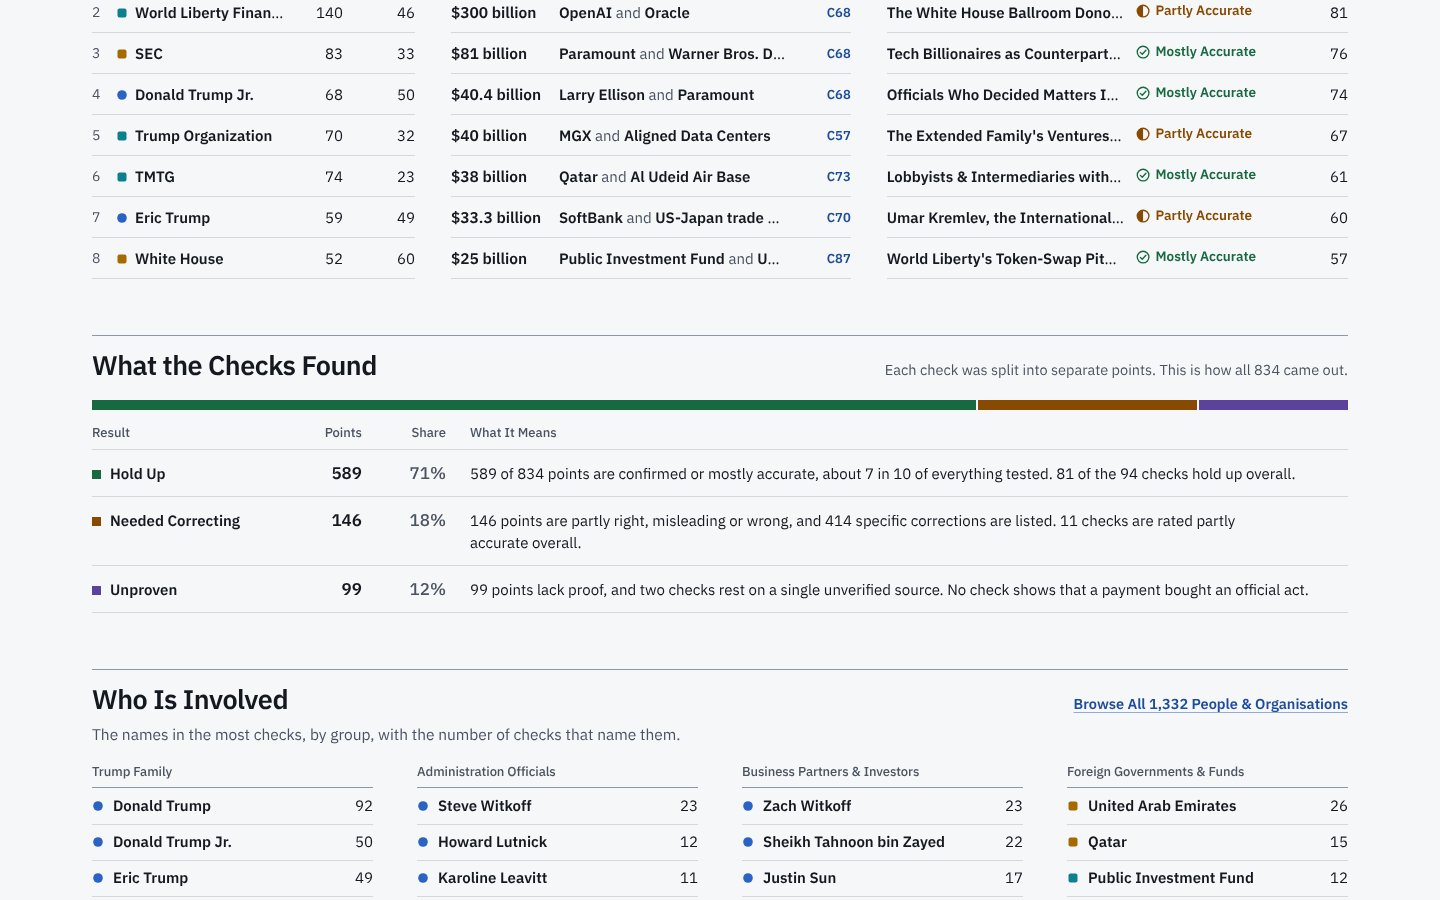 2 World Liberty Finan... 140 46 $300 billion OpenAI and Oracle C68 The White House Ballroom Dono... Partly Accurate 81
3 SEC 83 33 $81 billion Paramount and Warner Bros. D... C68 Tech Billionaires as Counterpart... Mostly Accurate 76
4 Donald Trump Jr. 68 50 $40.4 billion Larry Ellison and Paramount C68 Officials Who Decided Matters I... Mostly Accurate 74
5 Trump Organization 70 32 $40 billion MGX and Aligned Data Centers C57 The Extended Family's Ventures... Partly Accurate 67
6 TMTG 74 23 $38 billion Qatar and Al Udeid Air Base C73 Lobbyists & Intermediaries with... Mostly Accurate 61
7 Eric Trump 59 49 $33.3 billion SoftBank and US-Japan trade ... C70 Umar Kremlev, the International... Partly Accurate 60
8 White House 52 60 $25 billion Public Investment Fund and U... C87 World Liberty's Token-Swap Pit... Mostly Accurate 57
What the Checks Found Each check was split into separate points. This is how all 834 came out.
Result Points Share What It Means
Hold Up 589 71% 589 of 834 points are confirmed or mostly accurate, about 7 in 10 of everything tested. 81 of the 94 checks hold up overall.
Needed Correcting 146 18% 146 points are partly right, misleading or wrong, and 414 specific corrections are listed. 11 checks are rated partly
accurate overall.
Unproven 99 12% 99 points lack proof, and two checks rest on a single unverified source. No check shows that a payment bought an official act.
Who Is Involved Browse All 1,332 People & Organisations
The names in the most checks, by group, with the number of checks that name them.
Trump Family Administration Officials Business Partners & Investors Foreign Governments & Funds
Donald Trump 92 Steve Witkoff 23 Zach Witkoff 23 United Arab Emirates 26
Donald Trump Jr. 50 Howard Lutnick 12 Sheikh Tahnoon bin Zayed 22 Qatar 15
Eric Trump 49 Karoline Leavitt 11 Justin Sun 17 Public Investment Fund 12